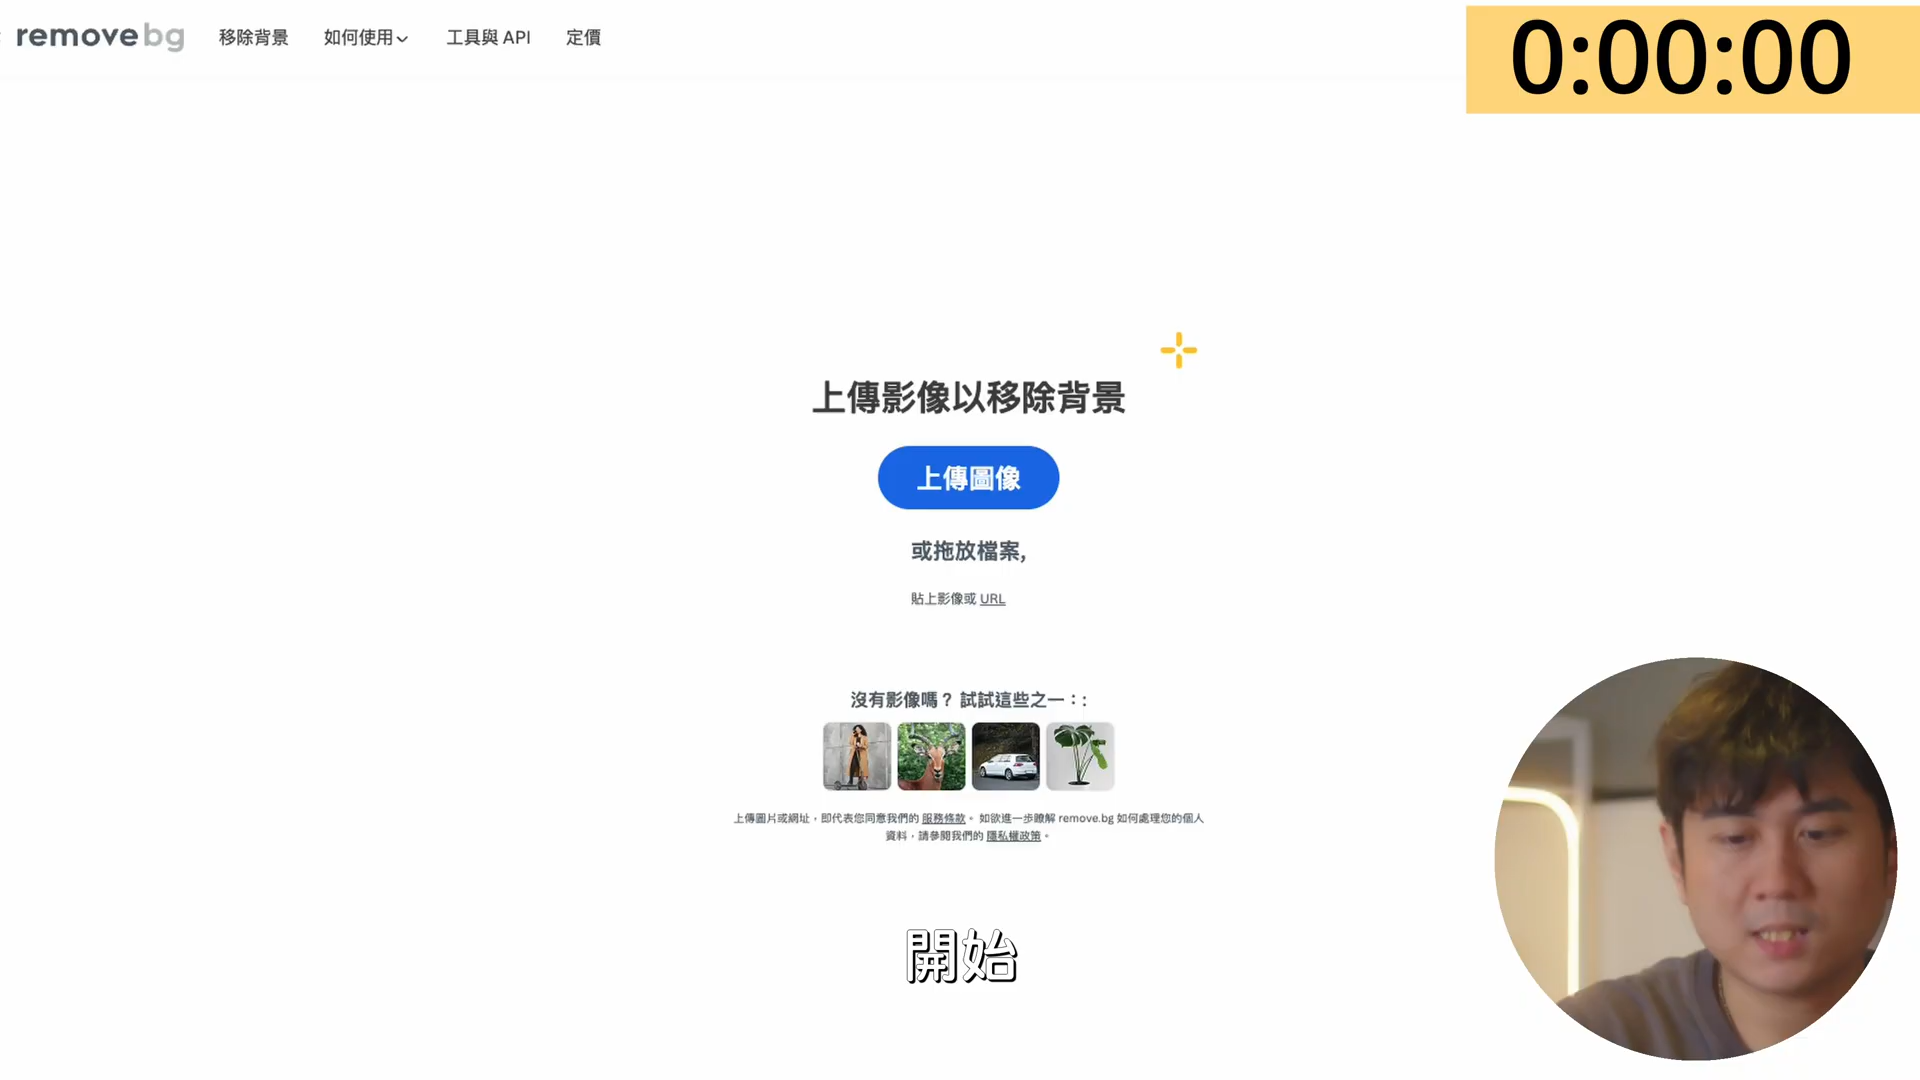 removebg
移除背景
如何使用
工具與 API
定價
0:00:00
上傳影像以移除背景
上傳圖像
或拖放檔案,
貼上影像或 URL
沒有影像嗎? 試試這些之一::
上傳圖片或網址,即代表您同意我們的 服務條款。 如欲進一步瞭解 remove.bg 如何處理您的個人
資料,請參閱我們的 隱私權政策。
開始